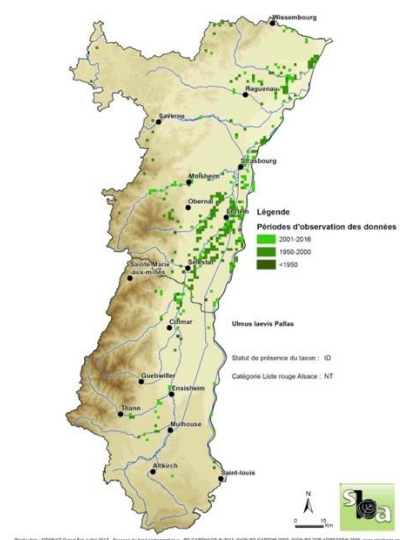 Wissembourg
Haguenau
Saverne
Strasbourg
Molsheim
Obernai
Erstein
Légende
Périodes d'observation des données
2001-2016
1950-2000
<1950
Sainte-Marie
aux-mines
Sélestat
Ulmus laevis Pallas
Colmar
Statut de présence du taxon : ID
Catégorie Liste rouge Alsace : NT
Guebwiller
Ensisheim
Thann
Mulhouse
Altkirch
Saint-louis
N
0 10
Km
sba